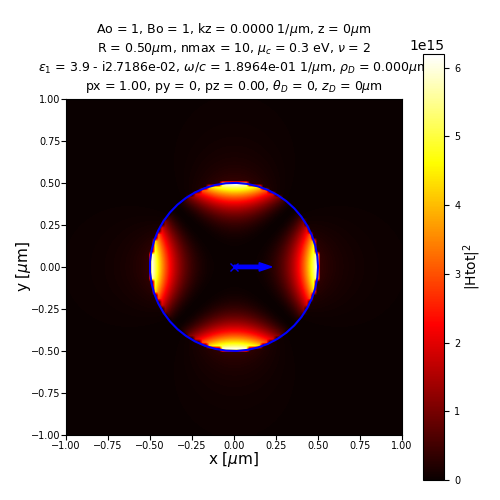 Ao = 1, Bo = 1, kz = 0.0000 1/μm, z = 0μm
R = 0.50μm, nmax = 10, μc = 0.3 eV, ν = 2
ε1 = 3.9 - i2.7186e-02, ω/c = 1.8964e-01 1/μm, ρD = 0.000μm
px = 1.00, py = 0, pz = 0.00, θD = 0, zD = 0μm
1e15
1.00
0.75
0.50
0.25
0.00
−0.25
−0.50
−0.75
−1.00
y [μm]
−1.00 −0.75 −0.50 −0.25 0.00 0.25 0.50 0.75 1.00
x [μm]
6
5
4
3
2
1
0
|Htot|²